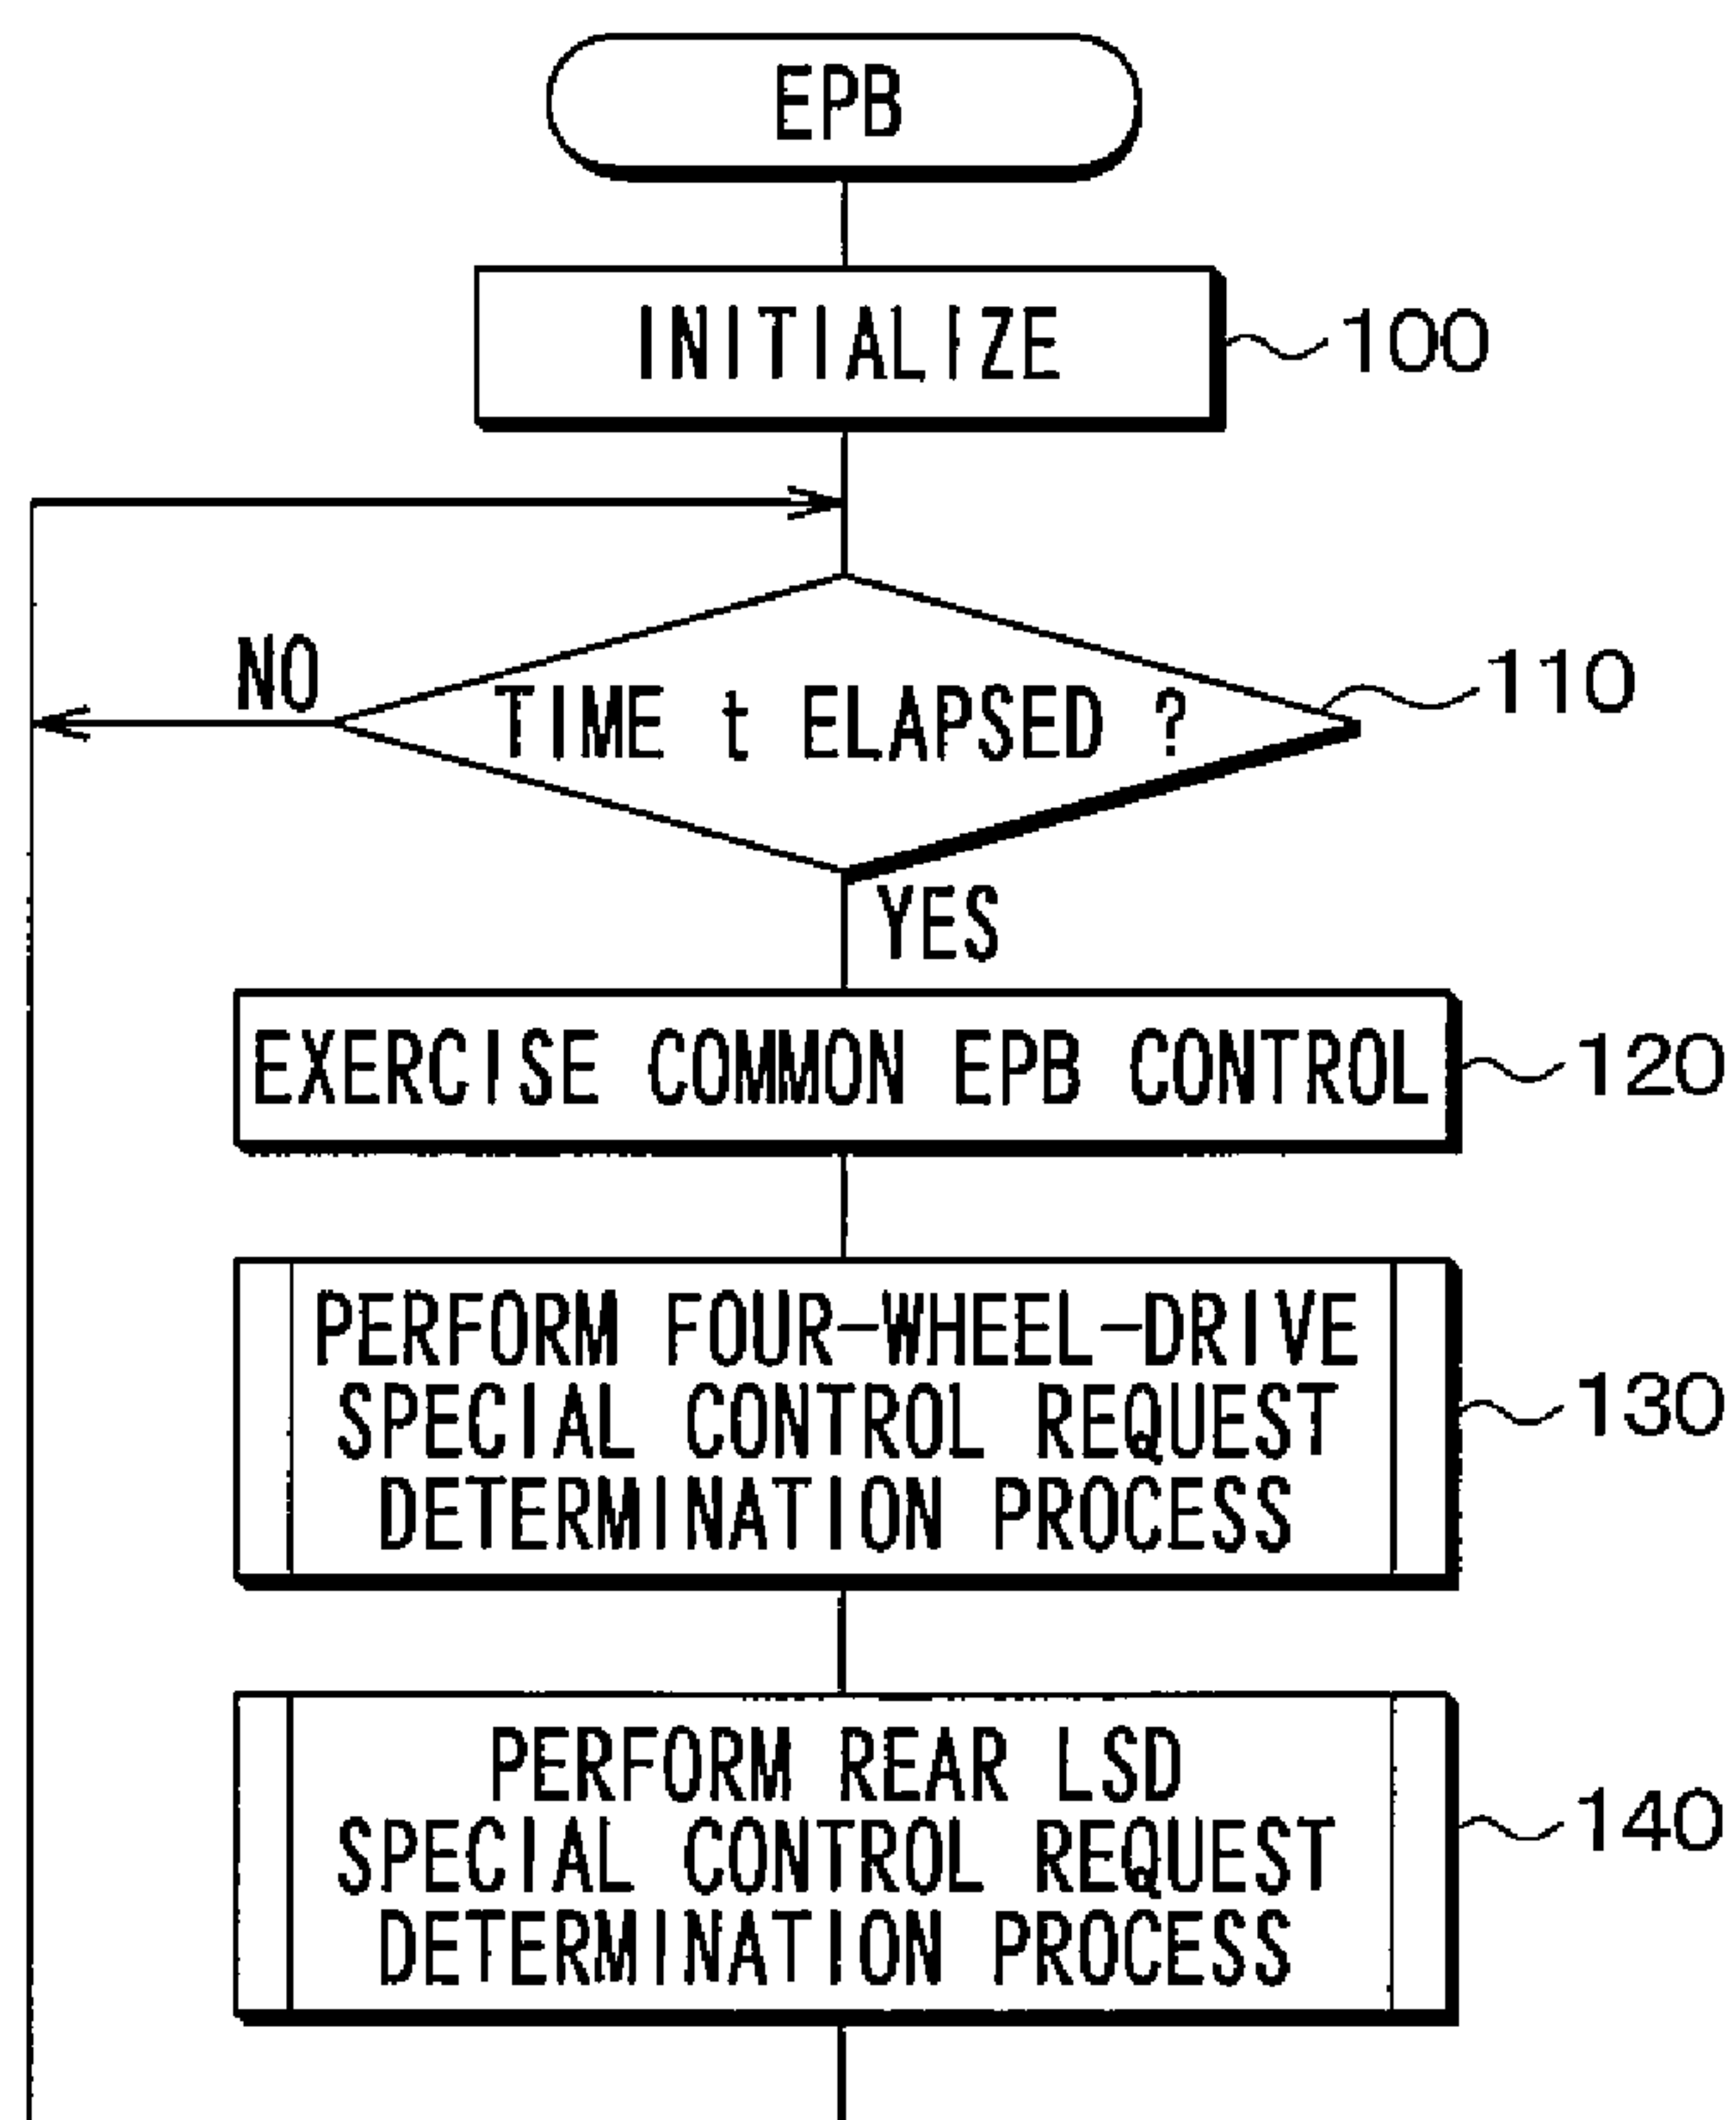 EPB
INITIALIZE
100
NO
TIME t ELAPSED ?
110
YES
EXERCISE COMMON EPB CONTROL
120
PERFORM FOUR-WHEEL-DRIVE
SPECIAL CONTROL REQUEST
DETERMINATION PROCESS
130
PERFORM REAR LSD
SPECIAL CONTROL REQUEST
DETERMINATION PROCESS
140